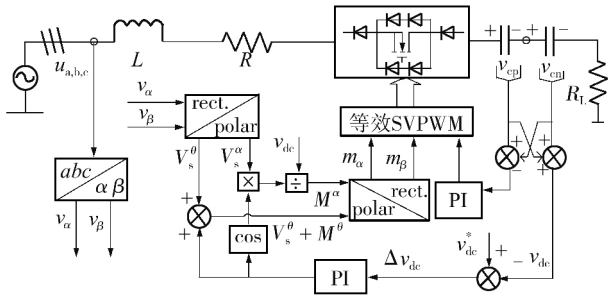 + − + −
u_{a,b,c}
L
R
v_{cp}
v_{cn}
R_L
v_α
v_β
rect.
polar
等效SVPWM
V_s^θ
V_s^α
v_{dc}
m_α
m_β
+ + − +
abc
αβ
×
÷
M^α
rect.
polar
PI
v_α
v_β
+
+
cos
V_s^θ + M^θ
v_{dc}^*
+
− v_{dc}
PI
Δv_{dc}